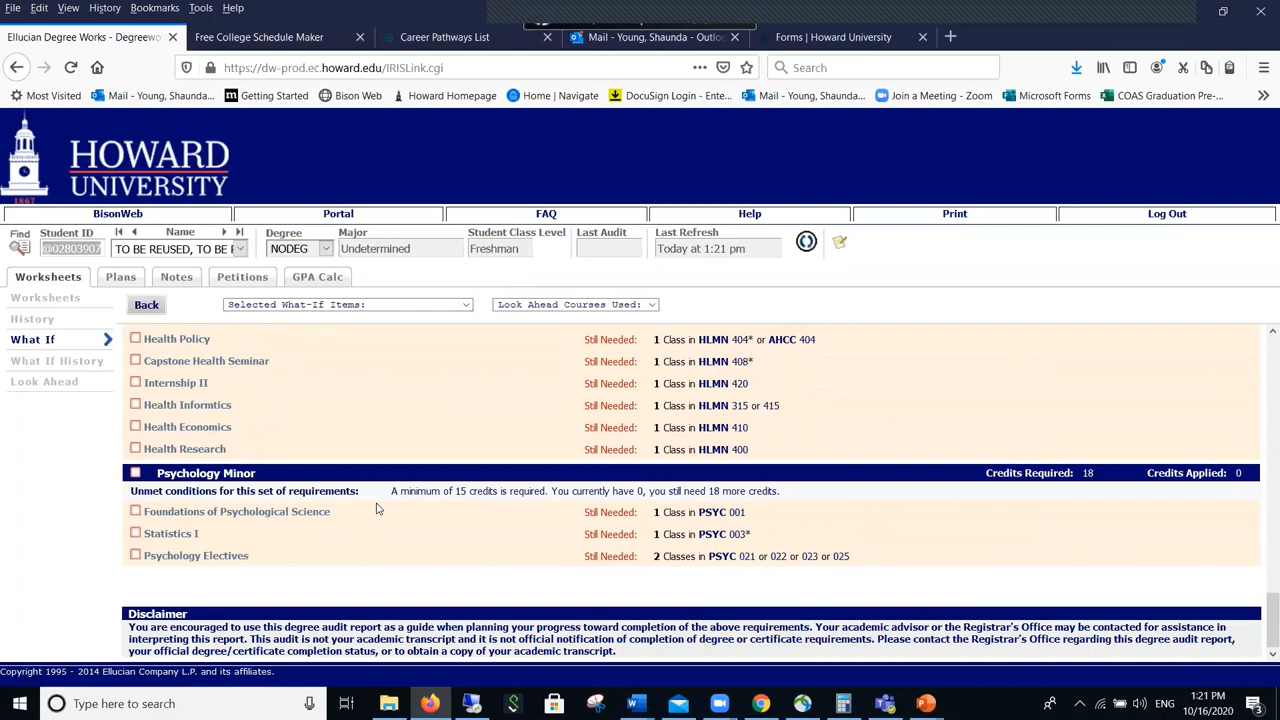 File Edit View History Bookmarks Tools Help
Ellucian Degree Works - Degreewo Free College Schedule Maker Career Pathways List Mail - Young, Shaunda - Outloo Forms | Howard University
https://dw-prod.ec.howard.edu/IRISLink.cgi Search
Most Visited Mail - Young, Shaunda... Getting Started Bison Web Howard Homepage Home | Navigate DocuSign Login - Ente... Mail - Young, Shaunda... Join a Meeting - Zoom Microsoft Forms COAS Graduation Pre-...
HOWARD
UNIVERSITY
1867
BisonWeb Portal FAQ Help Print Log Out
Find Student ID Name Degree Major Student Class Level Last Audit Last Refresh
@02803907 TO BE REUSED, TO BE NODEG Undetermined Freshman Today at 1:21 pm
Worksheets Plans Notes Petitions GPA Calc
Worksheets
History
What If
What If History
Look Ahead
Back Selected What-If Items: Look Ahead Courses Used:
Health Policy Still Needed: 1 Class in HLMN 404* or AHCC 404
Capstone Health Seminar Still Needed: 1 Class in HLMN 408*
Internship II Still Needed: 1 Class in HLMN 420
Health Informtics Still Needed: 1 Class in HLMN 315 or 415
Health Economics Still Needed: 1 Class in HLMN 410
Health Research Still Needed: 1 Class in HLMN 400
Psychology Minor Credits Required: 18 Credits Applied: 0
Unmet conditions for this set of requirements: A minimum of 15 credits is required. You currently have 0, you still need 18 more credits.
Foundations of Psychological Science Still Needed: 1 Class in PSYC 001
Statistics I Still Needed: 1 Class in PSYC 003*
Psychology Electives Still Needed: 2 Classes in PSYC 021 or 022 or 023 or 025
Disclaimer
You are encouraged to use this degree audit report as a guide when planning your progress toward completion of the above requirements. Your academic advisor or the Registrar's Office may be contacted for assistance in
interpreting this report. This audit is not your academic transcript and it is not official notification of completion of degree or certificate requirements. Please contact the Registrar's Office regarding this degree audit report,
your official degree/certificate completion status, or to obtain a copy of your academic transcript.
Copyright 1995 - 2014 Ellucian Company L.P. and its affiliates.
Type here to search ENG 1:21 PM
10/16/2020 3